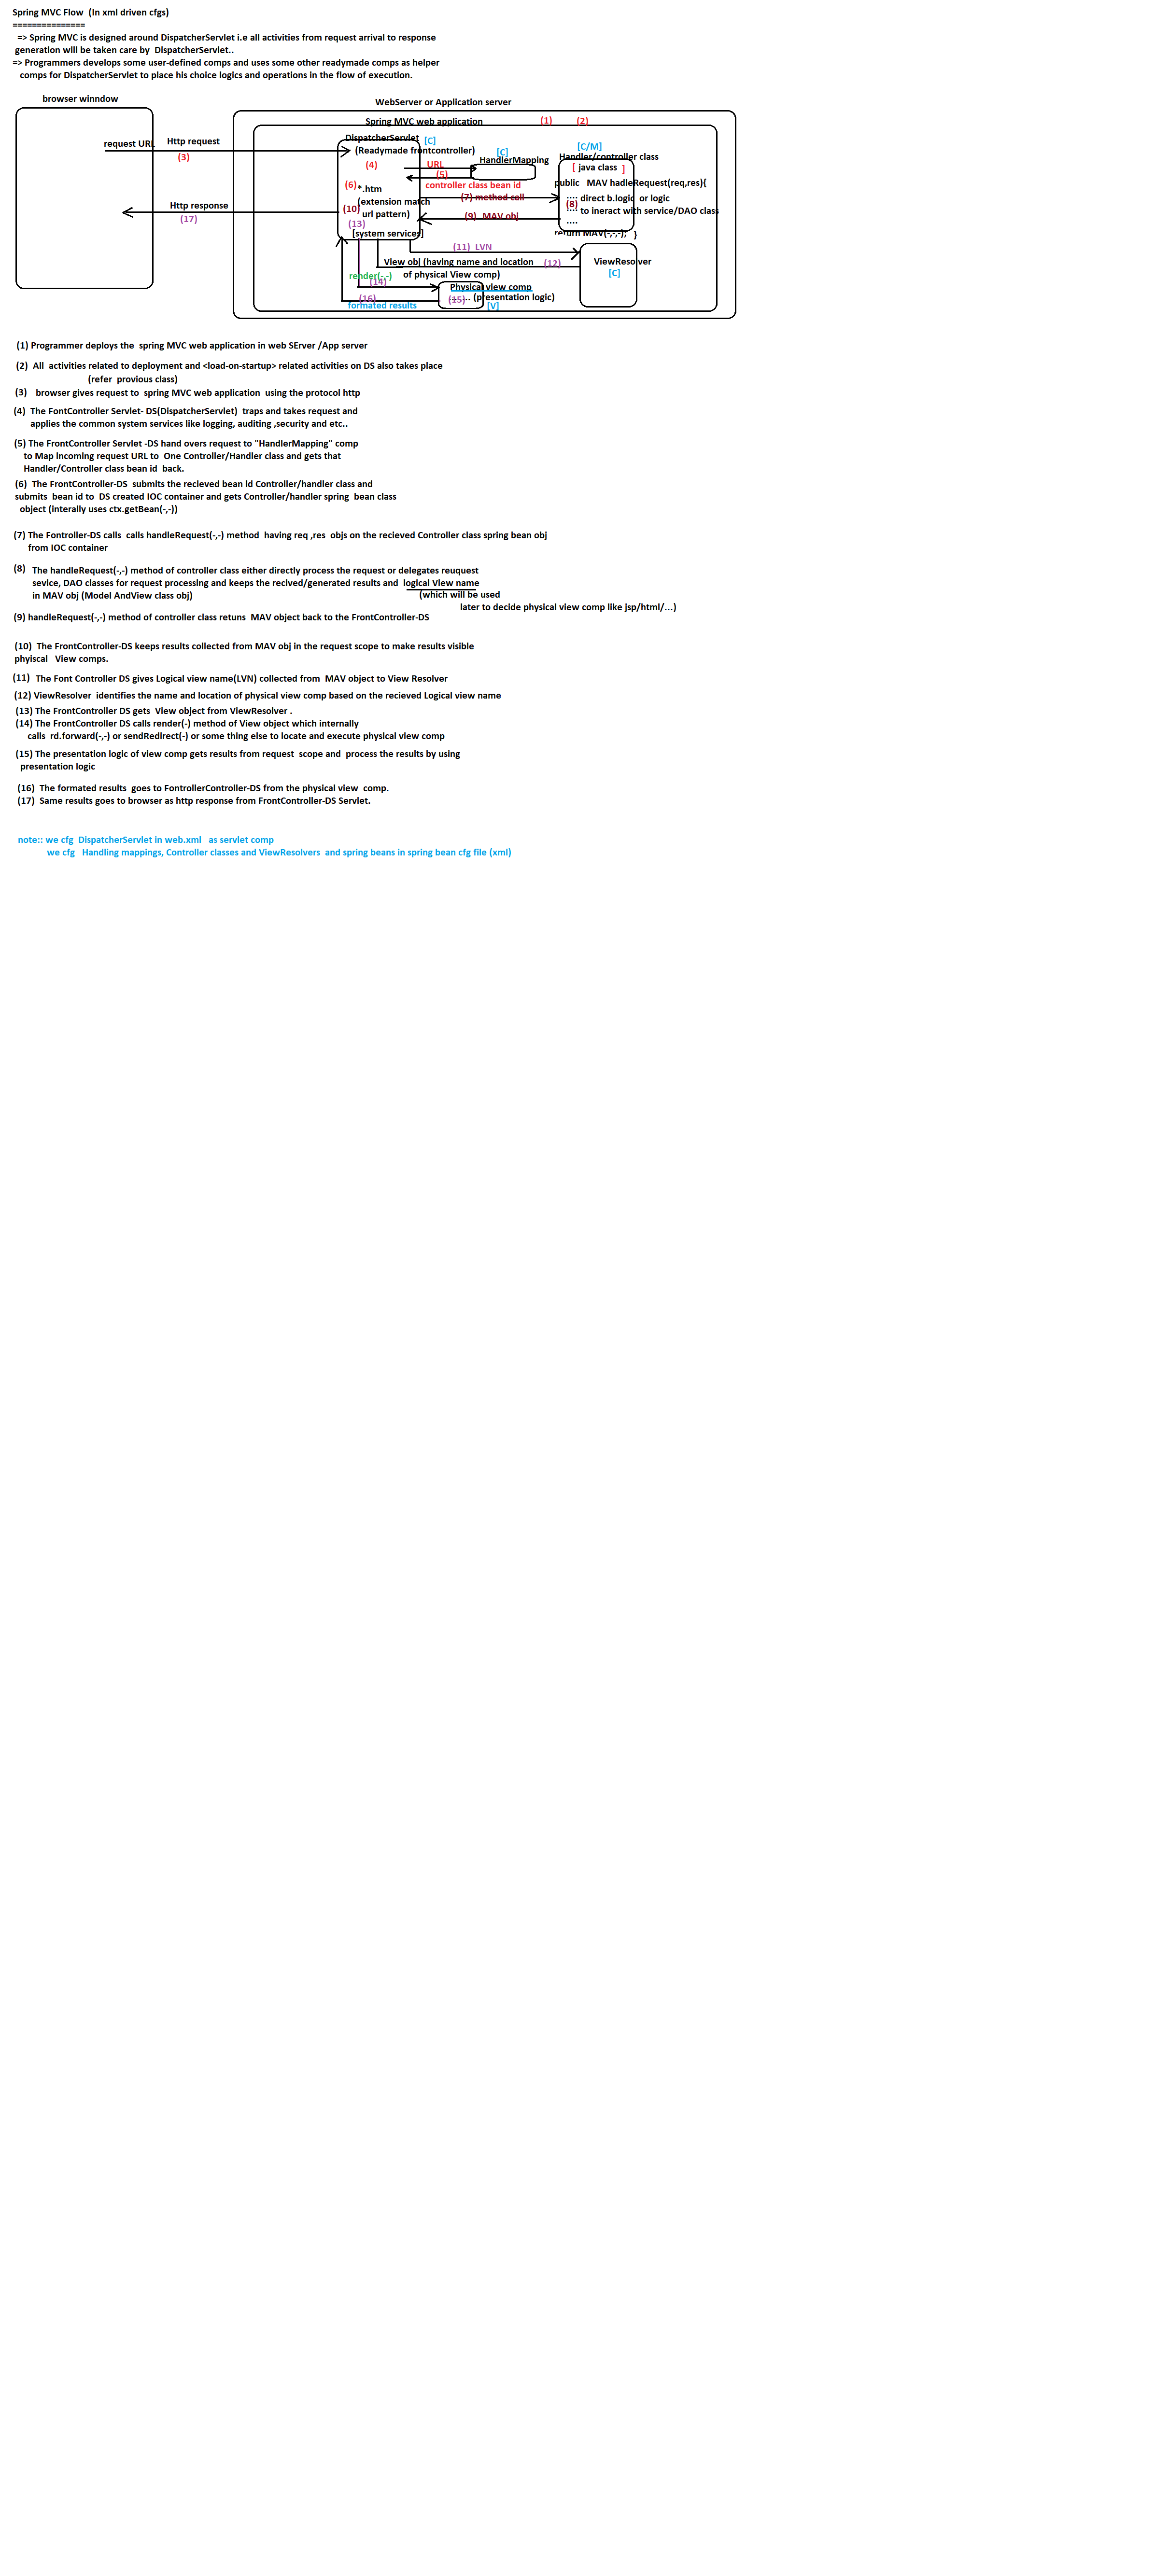 Spring MVC Flow  (In xml driven cfgs)
===============
=> Spring MVC is designed around DispatcherServlet i.e all activities from request arrival to response
generation will be taken care by  DispatcherServlet..
=> Programmers develops some user-defined comps and uses some other readymade comps as helper
comps for DispatcherServlet to place his choice logics and operations in the flow of execution.
browser winndow
WebServer or Application server
Spring MVC web application
(1)
(2)
request URL
Http request
(3)
DispatcherServlet
[C]
(Readymade frontcontroller)
(4)
URL
[C]
HandlerMapping
(5)
controller class bean id
[C/M]
Handler/controller class
[ java class  ]
public   MAV hadleRequest(req,res){
(6)
*.htm
(extension match
url pattern)
(7) method call
.... direct b.logic  or logic
(8)
.... to ineract with service/DAO class
....
return MAV(-,-,-);   }
Http response
(17)
(10)
(9)  MAV obj
(13)
[system services]
(11)  LVN
View obj (having name and location
of physical View comp)
(12)
ViewResolver
[C]
render(-,-)
(14)
Physical view comp
..... (presentation logic)
(15)
[V]
(16)
formated results
(1) Programmer deploys the  spring MVC web application in web SErver /App server
(2)  All  activities related to deployment and <load-on-startup> related activities on DS also takes place
(refer  provious class)
(3)   browser gives request to  spring MVC web application  using the protocol http
(4)  The FontController Servlet- DS(DispatcherServlet)  traps and takes request and
applies the common system services like logging, auditing ,security and etc..
(5) The FrontController Servlet -DS hand overs request to "HandlerMapping" comp
to Map incoming request URL to  One Controller/Handler class and gets that
Handler/Controller class bean id  back.
(6)  The FrontController-DS  submits the recieved bean id Controller/handler class and
submits  bean id to  DS created IOC container and gets Controller/handler spring  bean class
object (interally uses ctx.getBean(-,-))
(7) The Fontroller-DS calls  calls handleRequest(-,-) method  having req ,res  objs on the recieved Controller class spring bean obj
from IOC container
(8)  The handleRequest(-,-) method of controller class either directly process the request or delegates reuquest
sevice, DAO classes for request processing and keeps the recived/generated results and  logical View name
in MAV obj (Model AndView class obj)
(which will be used
later to decide physical view comp like jsp/html/...)
(9) handleRequest(-,-) method of controller class retuns  MAV object back to the FrontController-DS
(10)  The FrontController-DS keeps results collected from MAV obj in the request scope to make results visible
phyiscal   View comps.
(11)  The Font Controller DS gives Logical view name(LVN) collected from  MAV object to View Resolver
(12) ViewResolver  identifies the name and location of physical view comp based on the recieved Logical view name
(13) The FrontController DS gets  View object from ViewResolver .
(14) The FrontController DS calls render(-) method of View object which internally
calls  rd.forward(-,-) or sendRedirect(-) or some thing else to locate and execute physical view comp
(15) The presentation logic of view comp gets results from request  scope and  process the results by using
presentation logic
(16)  The formated results  goes to FontrollerController-DS from the physical view  comp.
(17)  Same results goes to browser as http response from FrontController-DS Servlet.
note:: we cfg  DispatcherServlet in web.xml   as servlet comp
we cfg   Handling mappings, Controller classes and ViewResolvers  and spring beans in spring bean cfg file (xml)